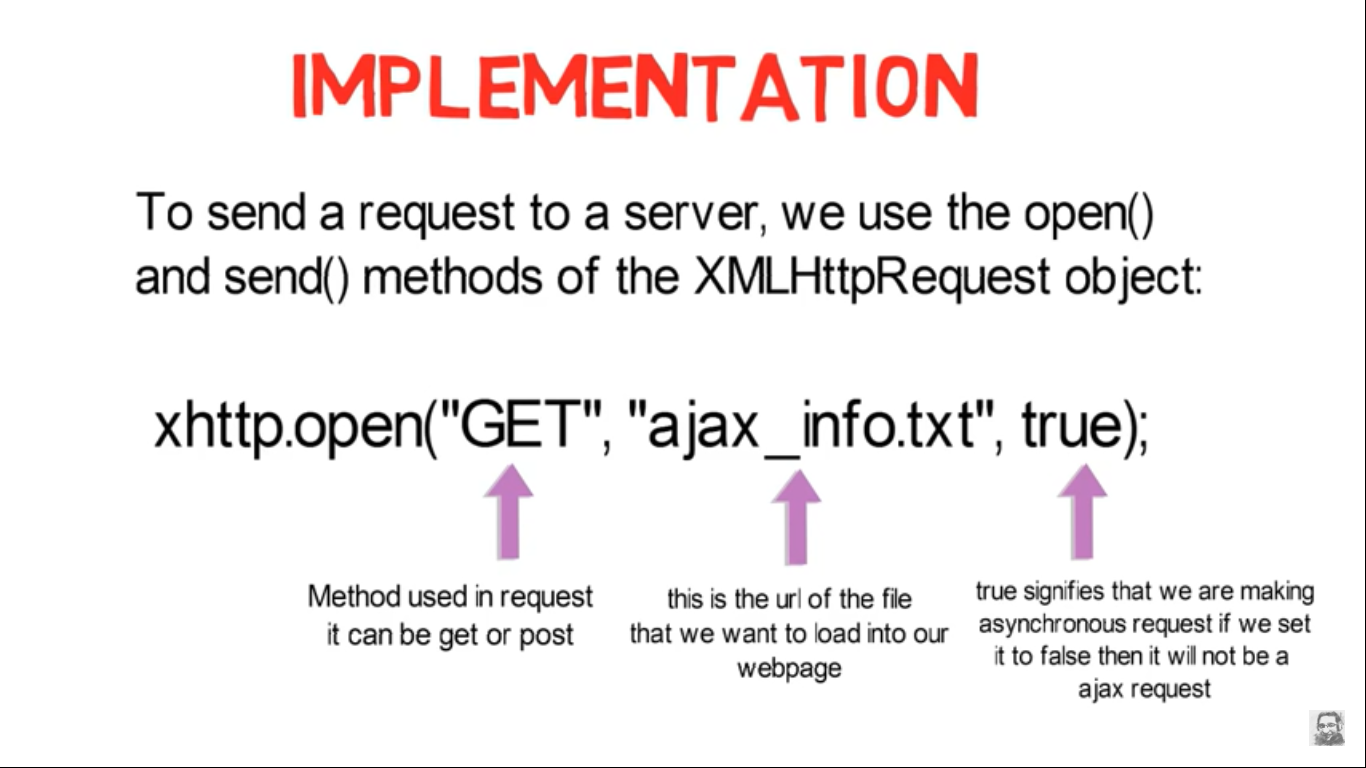 IMPLEMENTATION
To send a request to a server, we use the open()
and send() methods of the XMLHttpRequest object:
xhttp.open("GET", "ajax_info.txt", true);
Method used in request
it can be get or post
this is the url of the file
that we want to load into our
webpage
true signifies that we are making
asynchronous request if we set
it to false then it will not be a
ajax request